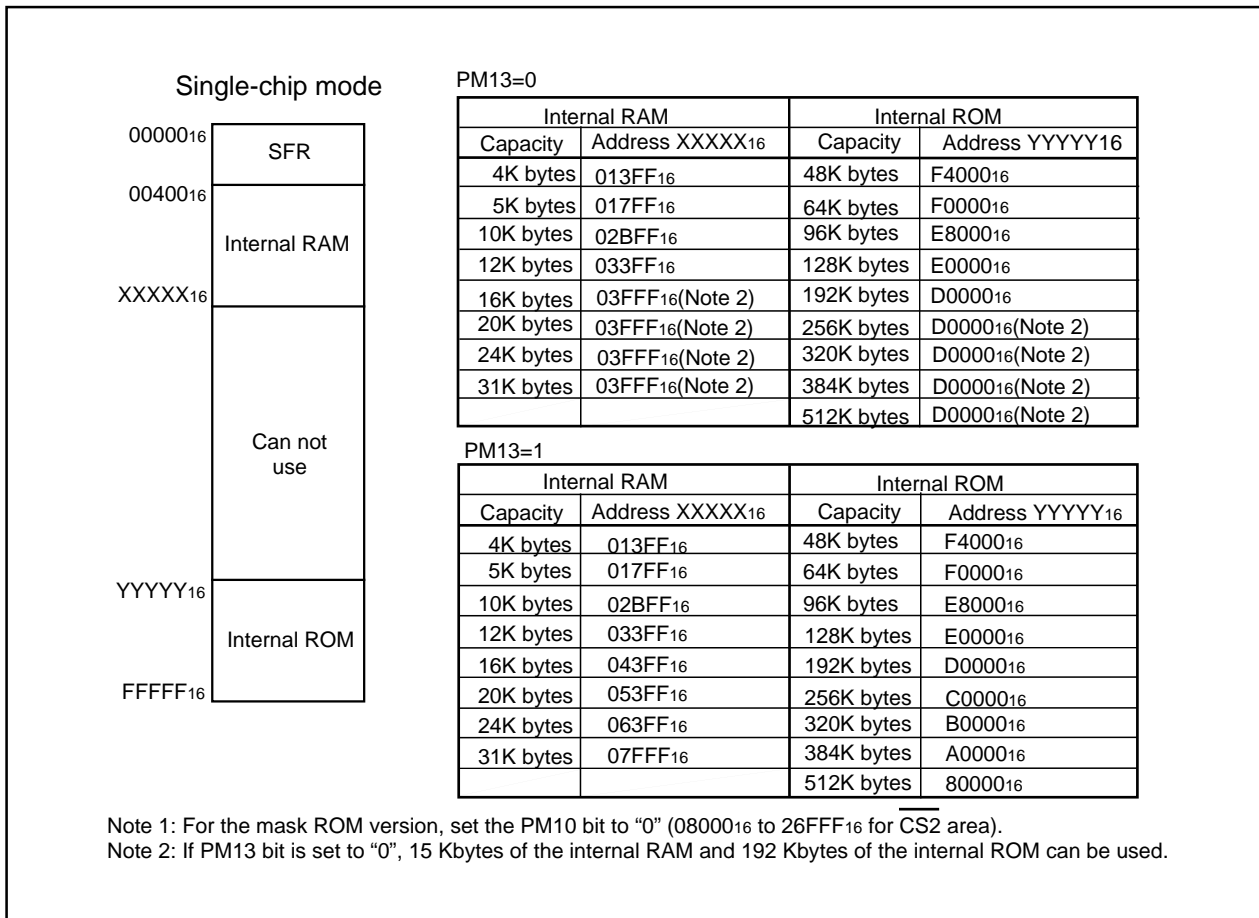 Single-chip mode
0000016
SFR
0040016
Internal RAM
XXXXX16
Can not
use
YYYYY16
Internal ROM
FFFFF16
PM13=0
Internal RAM Internal ROM
Capacity Address XXXXX16 Capacity Address YYYYY16
4K bytes 013FF16 48K bytes F400016
5K bytes 017FF16 64K bytes F000016
10K bytes 02BFF16 96K bytes E800016
12K bytes 033FF16 128K bytes E000016
16K bytes 03FFF16(Note 2) 192K bytes D000016
20K bytes 03FFF16(Note 2) 256K bytes D000016(Note 2)
24K bytes 03FFF16(Note 2) 320K bytes D000016(Note 2)
31K bytes 03FFF16(Note 2) 384K bytes D000016(Note 2)
512K bytes D000016(Note 2)
PM13=1
Internal RAM Internal ROM
Capacity Address XXXXX16 Capacity Address YYYYY16
4K bytes 013FF16 48K bytes F400016
5K bytes 017FF16 64K bytes F000016
10K bytes 02BFF16 96K bytes E800016
12K bytes 033FF16 128K bytes E000016
16K bytes 043FF16 192K bytes D000016
20K bytes 053FF16 256K bytes C000016
24K bytes 063FF16 320K bytes B000016
31K bytes 07FFF16 384K bytes A000016
512K bytes 8000016
Note 1: For the mask ROM version, set the PM10 bit to “0” (0800016 to 26FFF16 for CS2 area).
Note 2: If PM13 bit is set to “0”, 15 Kbytes of the internal RAM and 192 Kbytes of the internal ROM can be used.